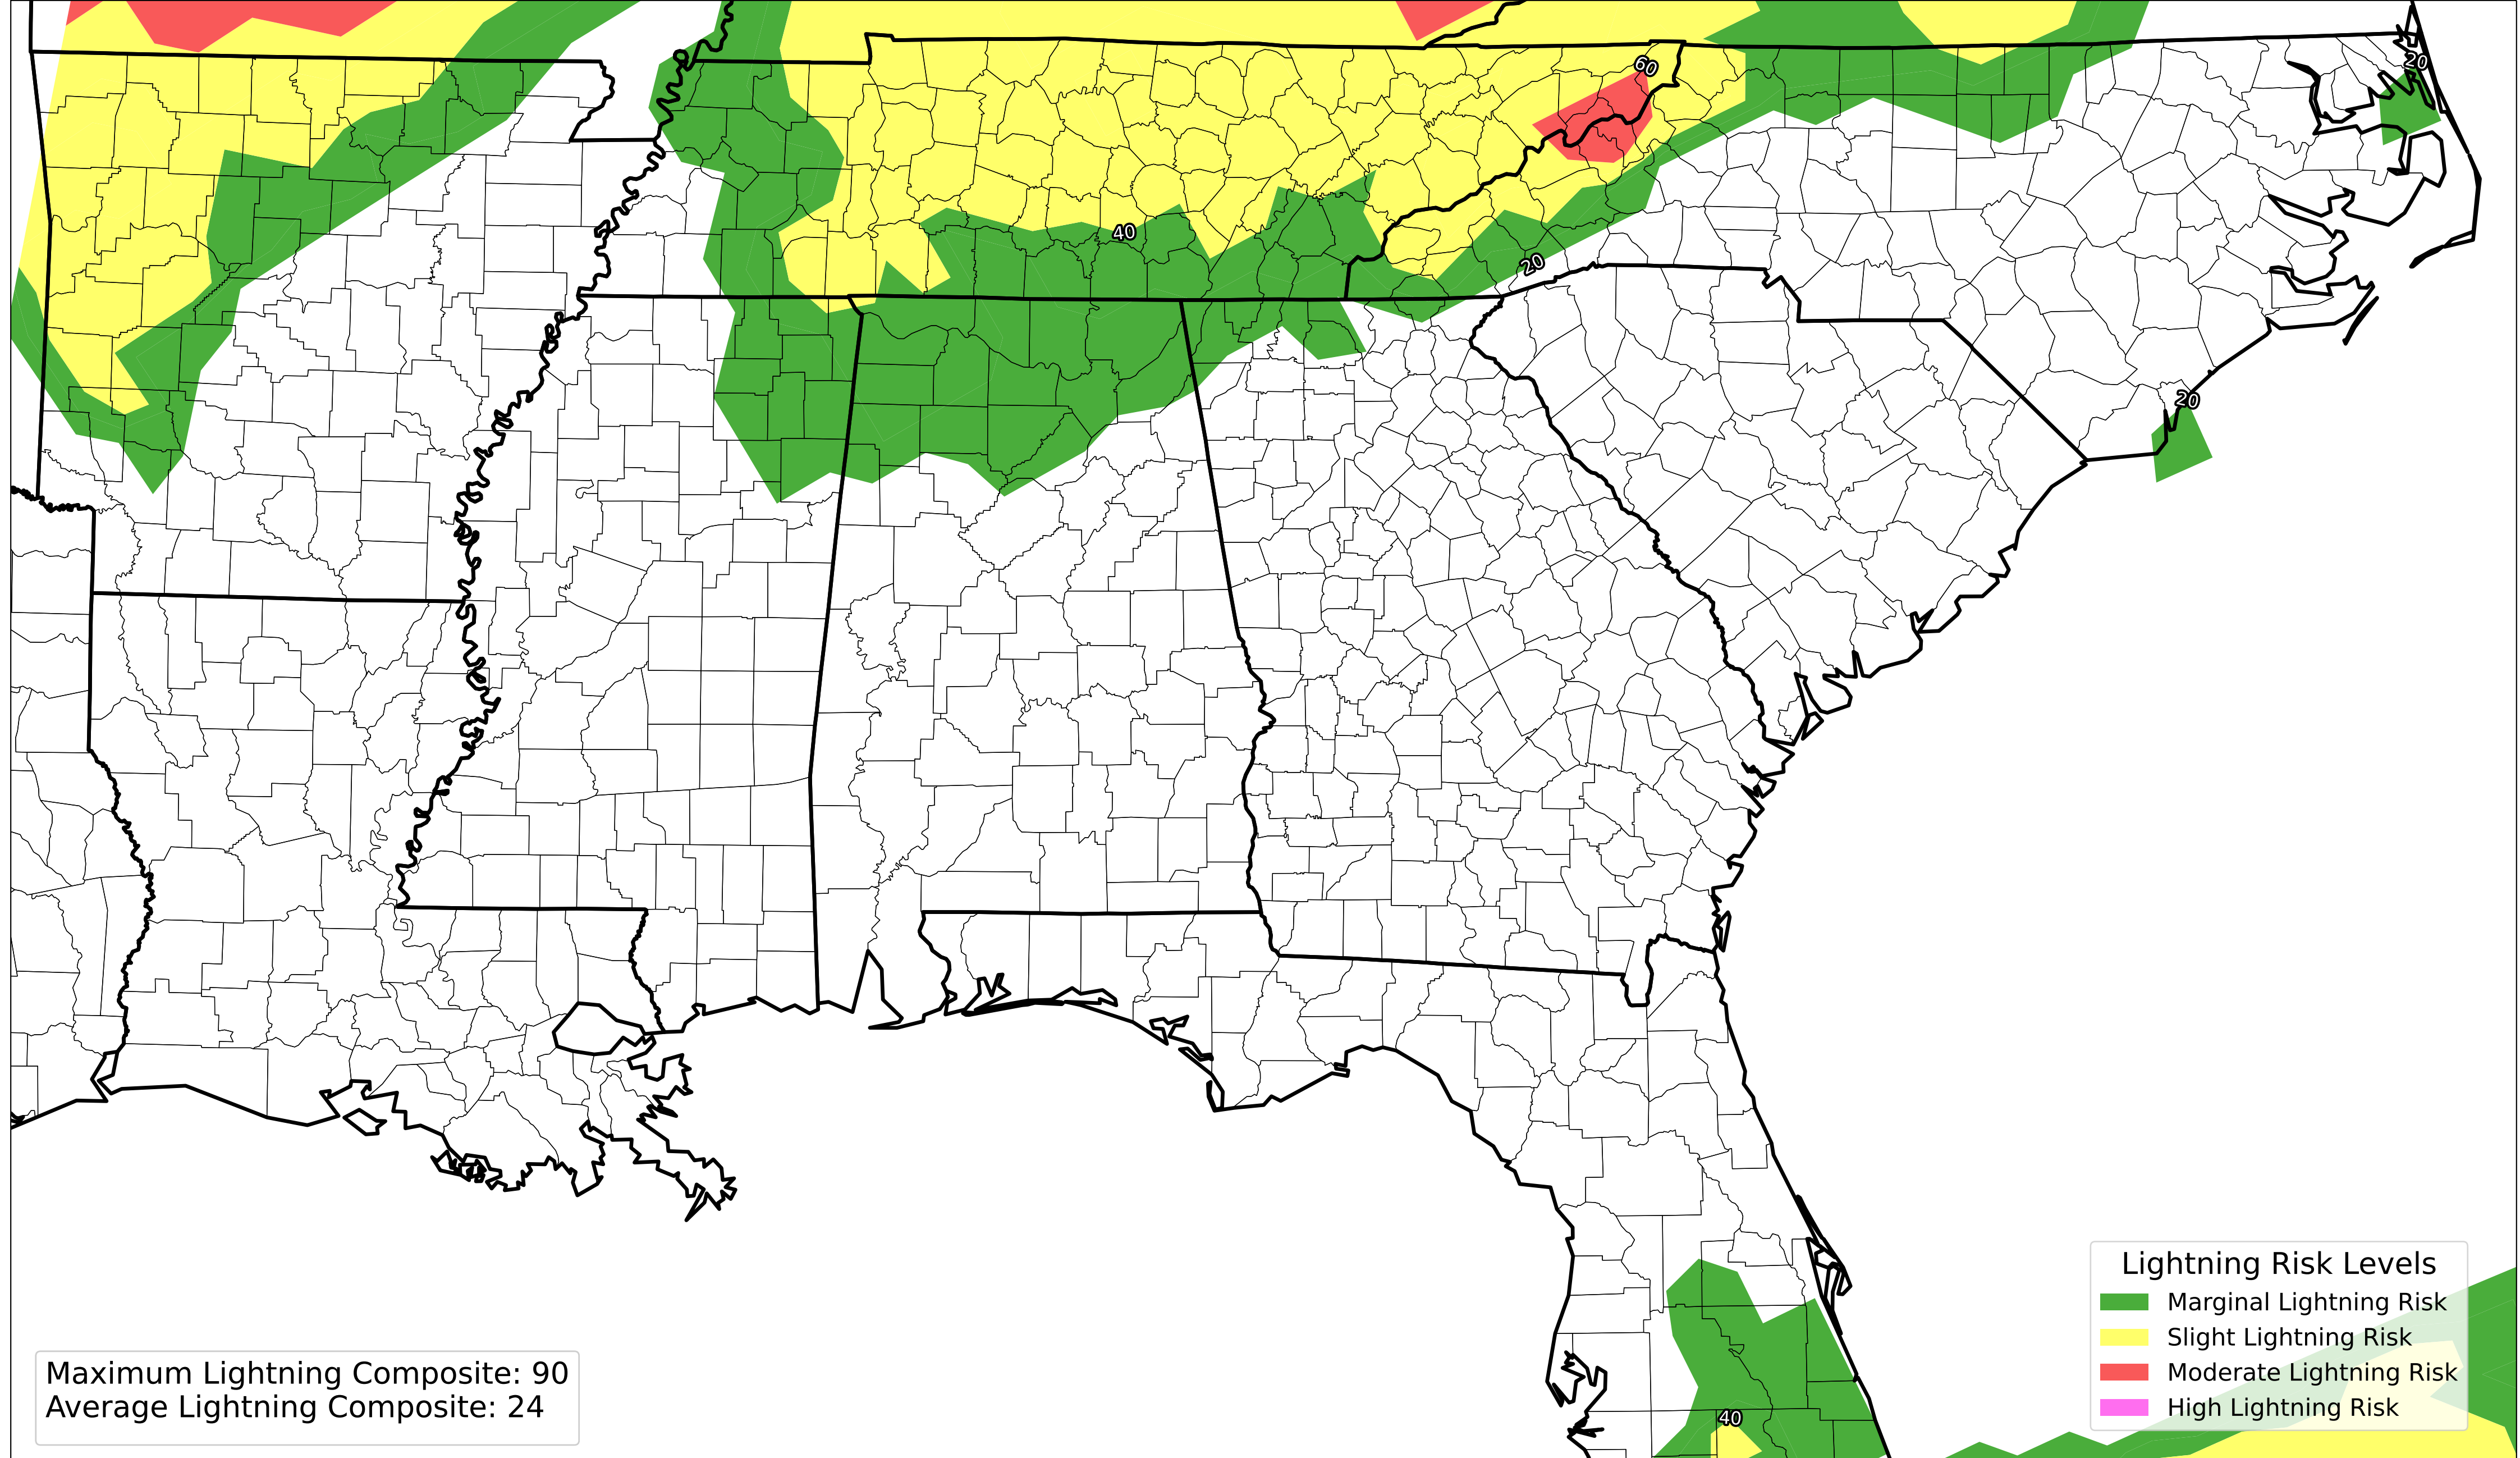 60
20
40
20
20
40
Lightning Risk Levels
Marginal Lightning Risk
Slight Lightning Risk
Moderate Lightning Risk
High Lightning Risk
Maximum Lightning Composite: 90
Average Lightning Composite: 24